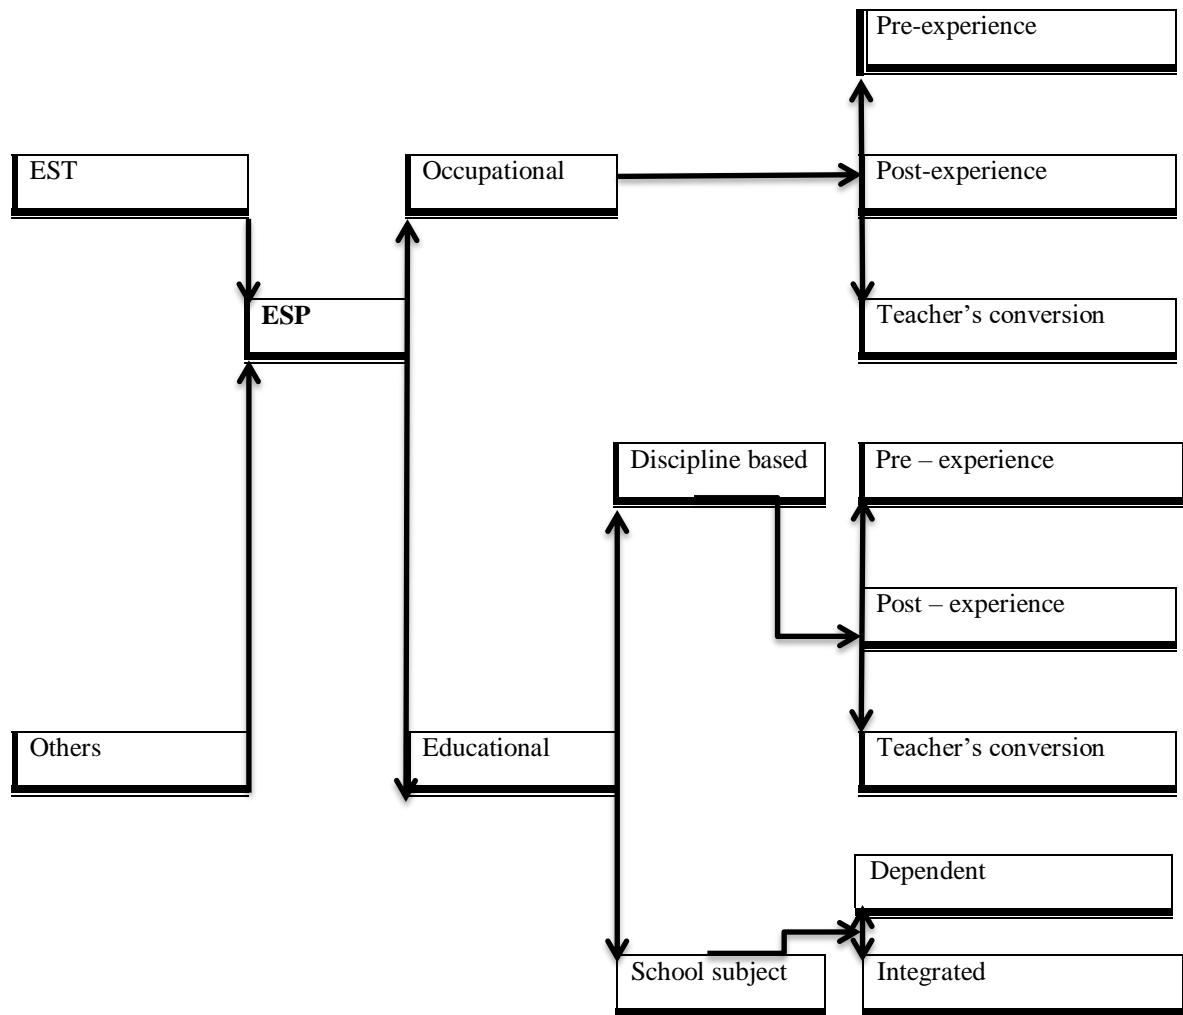 Pre-experience
EST
Occupational
Post-experience
ESP
Teacher’s conversion
Discipline based
Pre – experience
Post – experience
Others
Educational
Teacher’s conversion
Dependent
School subject
Integrated